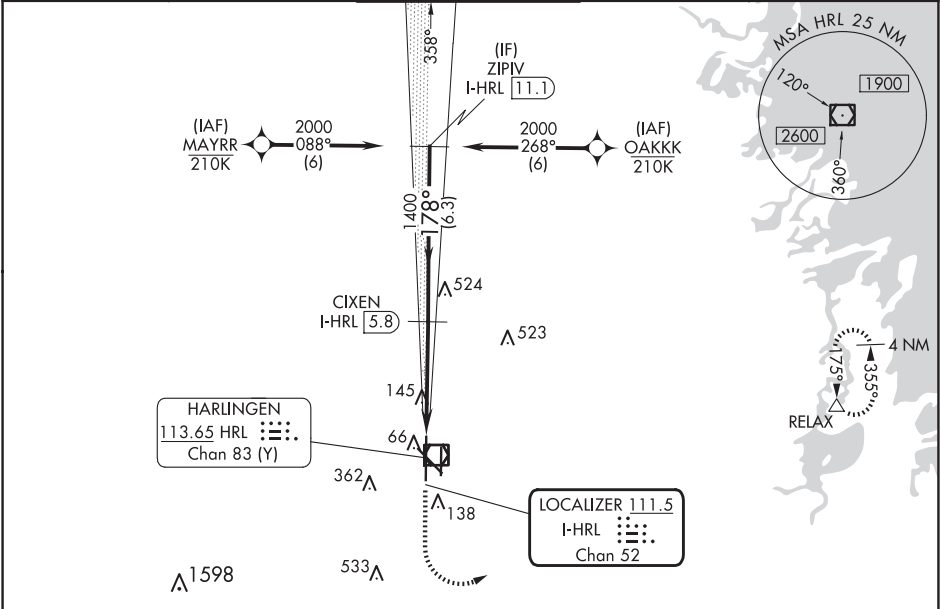 358°
(IF)
ZIPIV
I-HRL 11.1
MSA HRL 25 NM
120°
1900
2600
360°
(IAF)
MAYRR
210K
2000
088°
(6)
2000
268°
(6)
(IAF)
OAKKK
210K
1400
178°
(6.3)
524
CIXEN
I-HRL 5.8
523
4 NM
175°
355°
RELAX
145
HARLINGEN
113.65 HRL
Chan 83 (Y)
66
362
138
LOCALIZER 111.5
I-HRL
Chan 52
1598
533